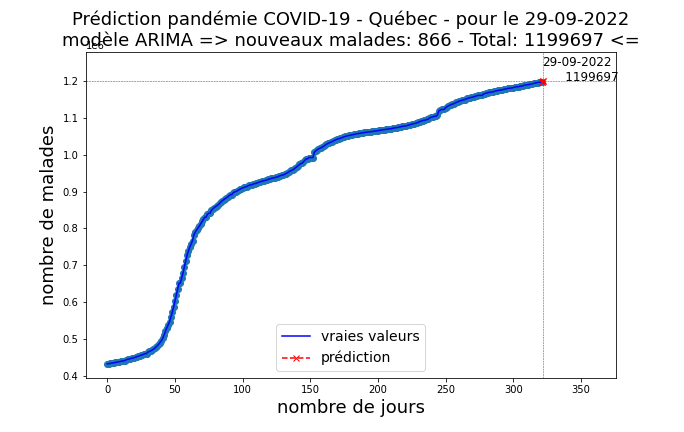 Prédiction pandémie COVID-19 - Québec - pour le 29-09-2022
modèle ARIMA => nouveaux malades: 866 - Total: 1199697 <=
1e6
29-09-2022
1199697
1.2
1.1
1.0
0.9
0.8
0.7
0.6
0.5
0.4
nombre de malades
vraies valeurs
prédiction
0 50 100 150 200 250 300 350
nombre de jours